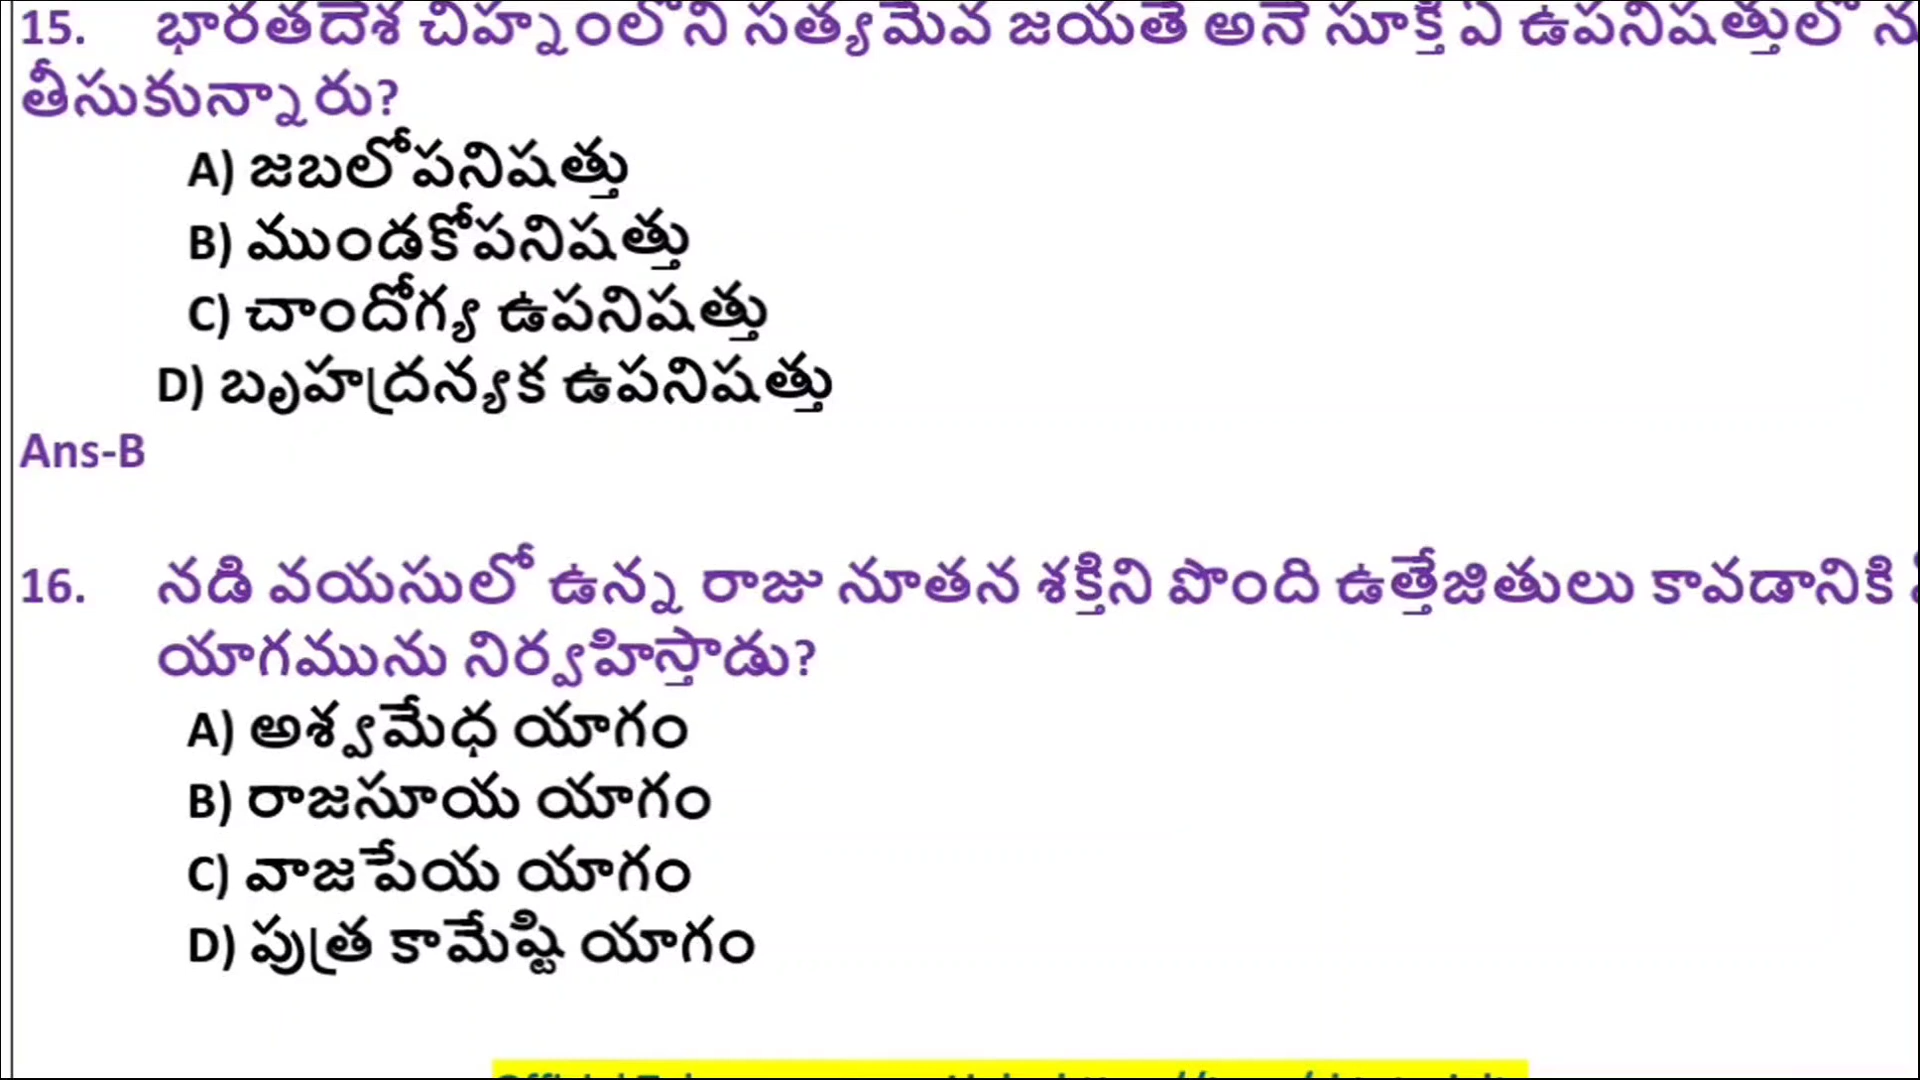 15. భారతదేశ చిహ్నంలోని సత్యమేవ జయతే అనే సూక్తి ఏ ఉపనిషత్తులో
తీసుకున్నారు?
A) జబలోపనిషత్తు
B) ముండకోపనిషత్తు
C) చాందోగ్య ఉపనిషత్తు
D) బృహద్రన్యక ఉపనిషత్తు
Ans-B
16. నడి వయసులో ఉన్న రాజు నూతన శక్తిని పొంది ఉత్తేజితులు కావడానికి
యాగమును నిర్వహిస్తాడు?
A) అశ్వమేధ యాగం
B) రాజసూయ యాగం
C) వాజపేయ యాగం
D) పుత్ర కామేష్టి యాగం